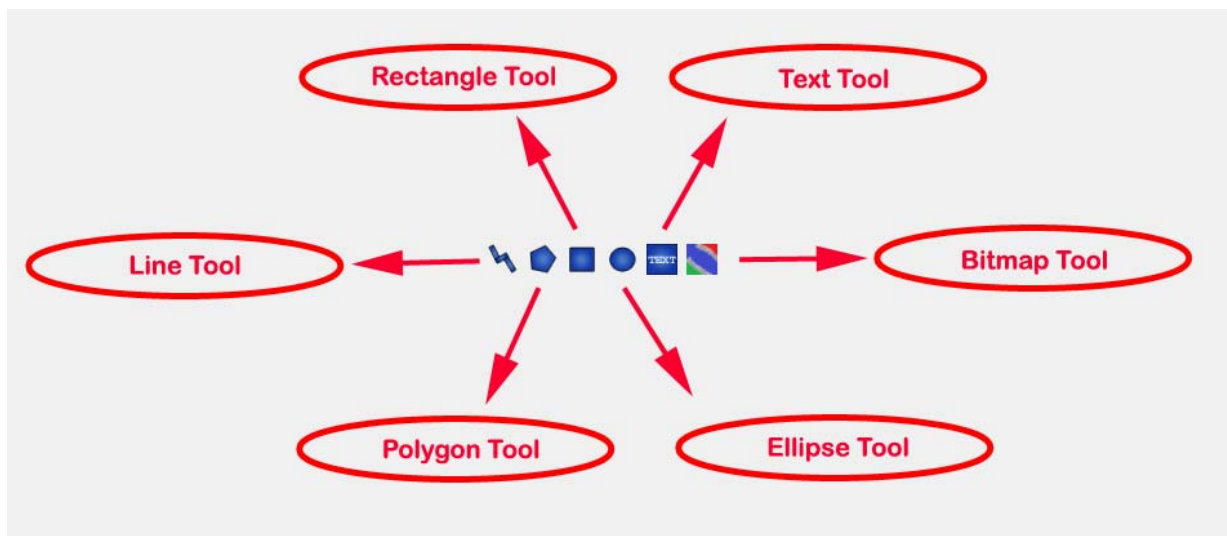 Rectangle Tool
Text Tool
Line Tool
TEXT
Bitmap Tool
Polygon Tool
Ellipse Tool